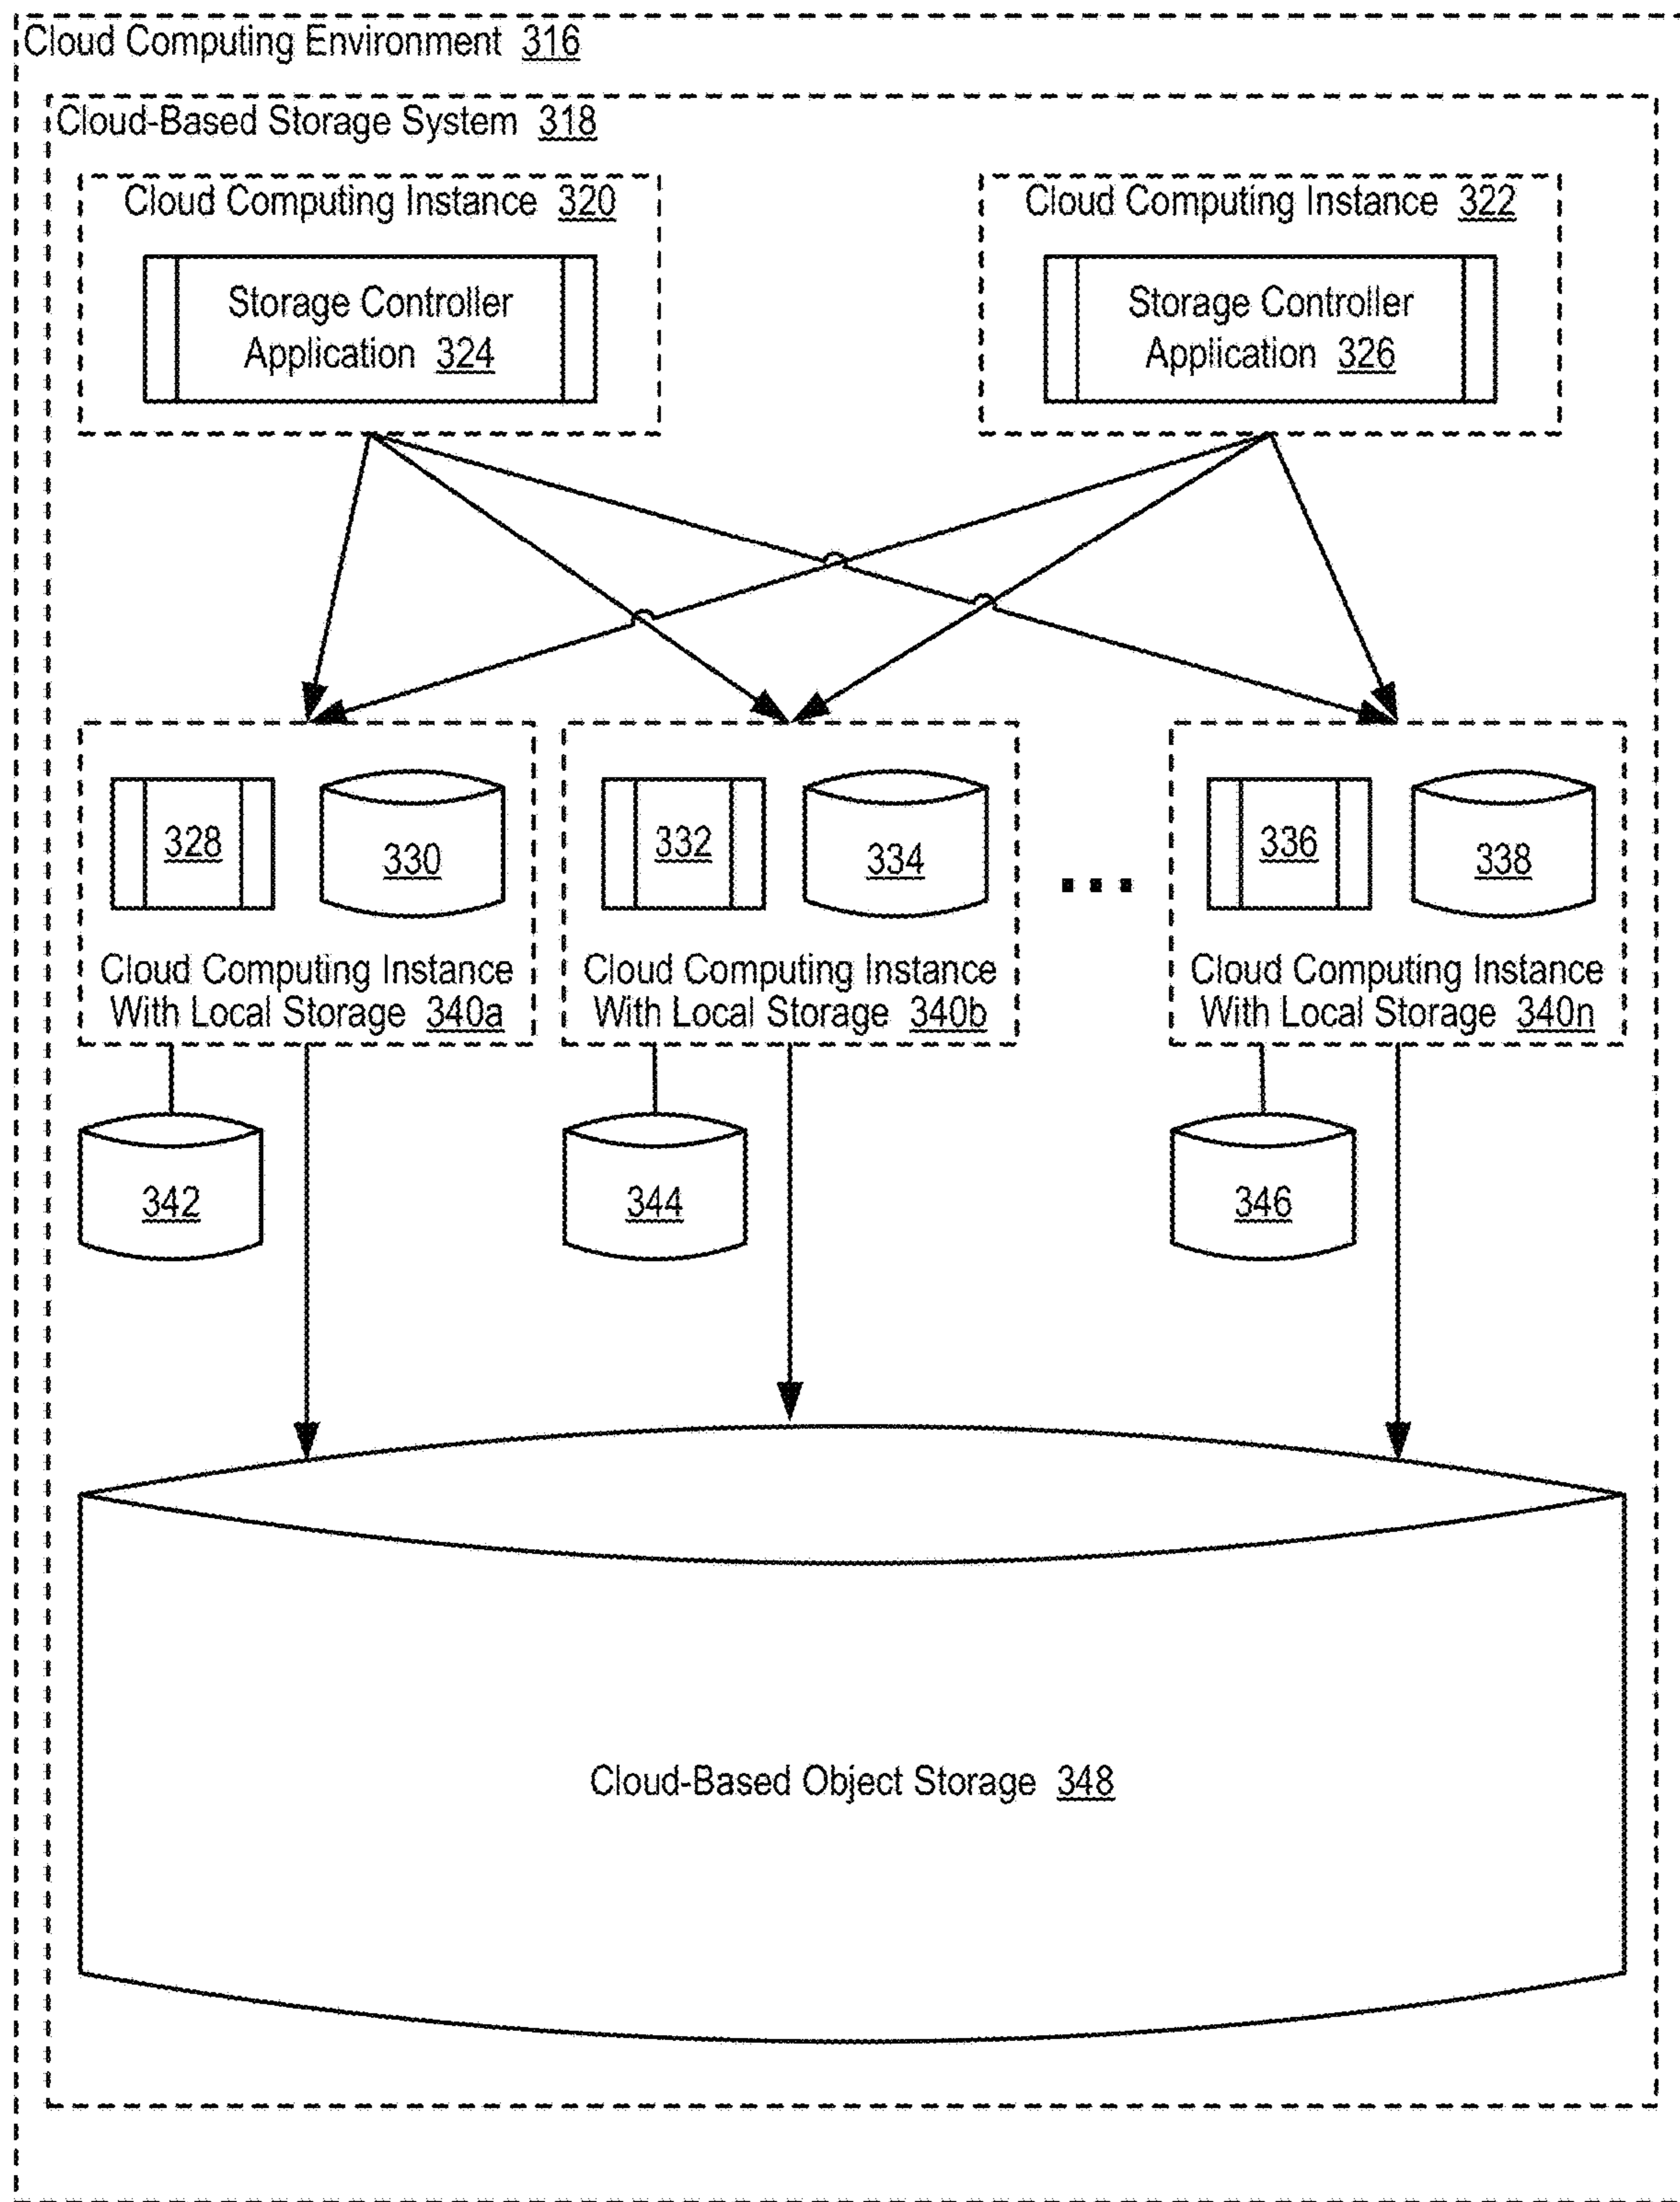 Cloud Computing Environment 316
Cloud-Based Storage System 318
Cloud Computing Instance 320
Storage Controller
Application 324
Cloud Computing Instance 322
Storage Controller
Application 326
328
330
Cloud Computing Instance
With Local Storage 340a
332
334
Cloud Computing Instance
With Local Storage 340b
...
336
338
Cloud Computing Instance
With Local Storage 340n
342
344
346
Cloud-Based Object Storage 348